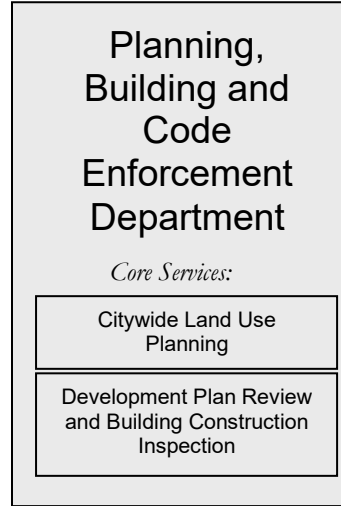 Planning,
Building and
Code
Enforcement
Department
Core Services:
Citywide Land Use
Planning
Development Plan Review
and Building Construction
Inspection